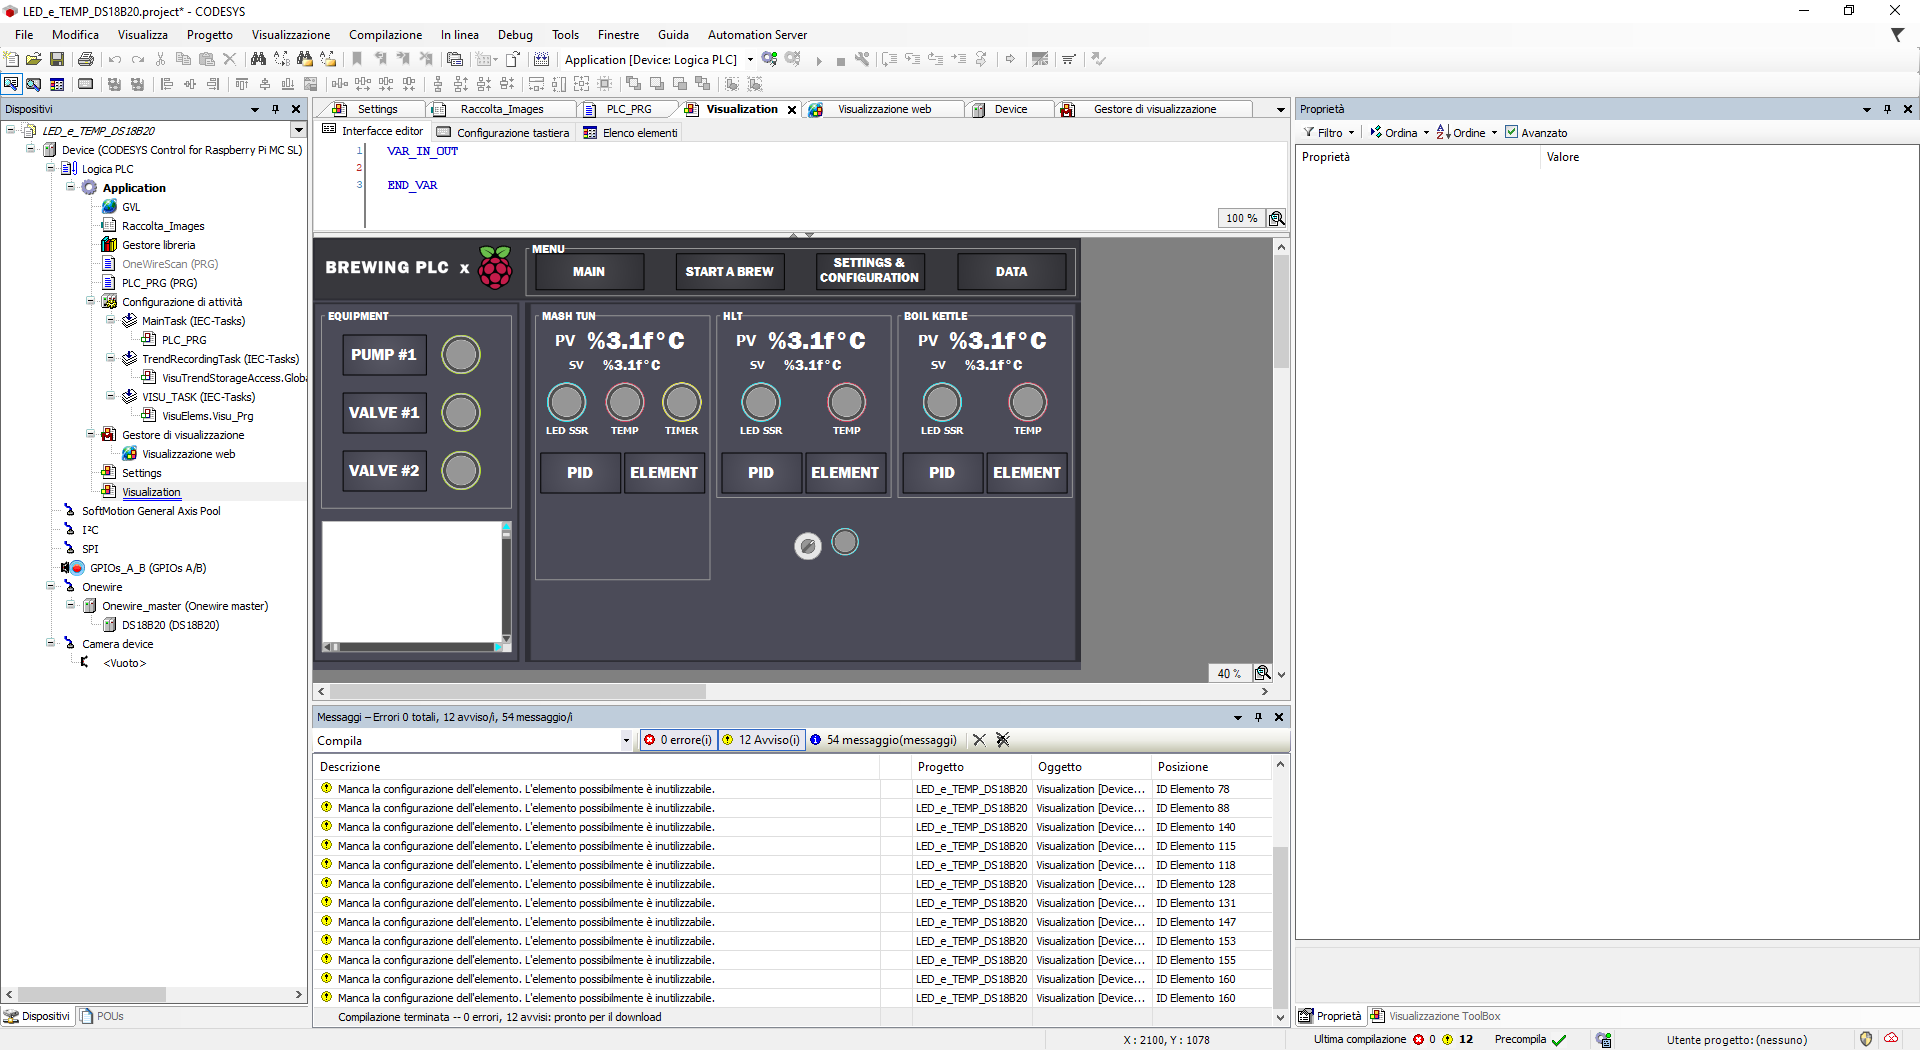 LED_e_TEMP_DS18B20.project* - CODESYS
File Modifica Visualizza Progetto Visualizzazione Compilazione In linea Debug Tools Finestre Guida Automation Server
Application [Device: Logica PLC]
Dispositivi
LED_e_TEMP_DS18B20
Device (CODESYS Control for Raspberry Pi MC SL)
Logica PLC
Application
GVL
Raccolta_Images
Gestore libreria
OneWireScan (PRG)
PLC_PRG (PRG)
Configurazione di attività
MainTask (IEC-Tasks)
PLC_PRG
TrendRecordingTask (IEC-Tasks)
VisuTrendStorageAccess.Globa
VISU_TASK (IEC-Tasks)
VisuElems.Visu_Prg
Gestore di visualizzazione
Visualizzazione web
Settings
Visualization
SoftMotion General Axis Pool
I²C
SPI
GPIOs_A_B (GPIOs A/B)
Onewire
Onewire_master (Onewire master)
DS18B20 (DS18B20)
Camera device
<Vuoto>
Dispositivi POUs
Settings Raccolta_Images PLC_PRG Visualization Visualizzazione web Device Gestore di visualizzazione
Interfacce editor Configurazione tastiera Elenco elementi
1 VAR_IN_OUT
2
3 END_VAR
100 %
BREWING PLC x
MENU
MAIN START A BREW SETTINGS & CONFIGURATION DATA
EQUIPMENT
PUMP #1
VALVE #1
VALVE #2
MASH TUN
PV %3.1f°C
SV %3.1f°C
LED SSR TEMP TIMER
PID ELEMENT
HLT
PV %3.1f°C
SV %3.1f°C
LED SSR TEMP
PID ELEMENT
BOIL KETTLE
PV %3.1f°C
SV %3.1f°C
LED SSR TEMP
PID ELEMENT
40 %
Messaggi – Errori 0 totali, 12 avviso/i, 54 messaggio/i
Compila 0 errore(i) 12 Avviso(i) 54 messaggio(messaggi)
Descrizione Progetto Oggetto Posizione
Manca la configurazione dell'elemento. L'elemento possibilmente è inutilizzabile. LED_e_TEMP_DS18B20 Visualization [Device... ID Elemento 78
Manca la configurazione dell'elemento. L'elemento possibilmente è inutilizzabile. LED_e_TEMP_DS18B20 Visualization [Device... ID Elemento 88
Manca la configurazione dell'elemento. L'elemento possibilmente è inutilizzabile. LED_e_TEMP_DS18B20 Visualization [Device... ID Elemento 140
Manca la configurazione dell'elemento. L'elemento possibilmente è inutilizzabile. LED_e_TEMP_DS18B20 Visualization [Device... ID Elemento 115
Manca la configurazione dell'elemento. L'elemento possibilmente è inutilizzabile. LED_e_TEMP_DS18B20 Visualization [Device... ID Elemento 118
Manca la configurazione dell'elemento. L'elemento possibilmente è inutilizzabile. LED_e_TEMP_DS18B20 Visualization [Device... ID Elemento 128
Manca la configurazione dell'elemento. L'elemento possibilmente è inutilizzabile. LED_e_TEMP_DS18B20 Visualization [Device... ID Elemento 131
Manca la configurazione dell'elemento. L'elemento possibilmente è inutilizzabile. LED_e_TEMP_DS18B20 Visualization [Device... ID Elemento 147
Manca la configurazione dell'elemento. L'elemento possibilmente è inutilizzabile. LED_e_TEMP_DS18B20 Visualization [Device... ID Elemento 153
Manca la configurazione dell'elemento. L'elemento possibilmente è inutilizzabile. LED_e_TEMP_DS18B20 Visualization [Device... ID Elemento 155
Manca la configurazione dell'elemento. L'elemento possibilmente è inutilizzabile. LED_e_TEMP_DS18B20 Visualization [Device... ID Elemento 160
Manca la configurazione dell'elemento. L'elemento possibilmente è inutilizzabile. LED_e_TEMP_DS18B20 Visualization [Device... ID Elemento 160
Compilazione terminata -- 0 errori, 12 avvisi: pronto per il download
Proprietà
Filtro Ordina Ordine Avanzato
Proprietà Valore
Proprietà Visualizzazione ToolBox
X : 2100, Y : 1078 Ultima compilazione 0 12 Precompila Utente progetto: (nessuno)